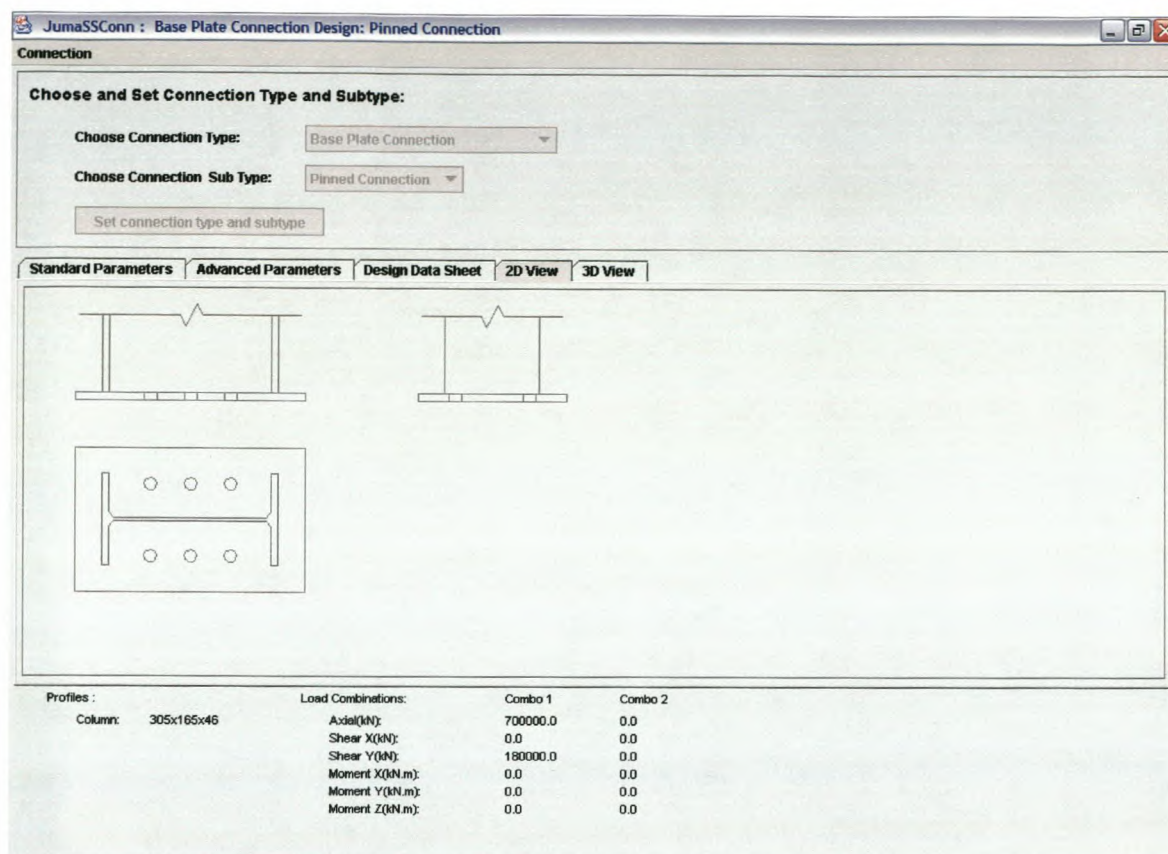 JumaSSConn : Base Plate Connection Design: Pinned Connection
Connection
Choose and Set Connection Type and Subtype:
Choose Connection Type: Base Plate Connection
Choose Connection Sub Type: Pinned Connection
Set connection type and subtype
Standard Parameters Advanced Parameters Design Data Sheet 2D View 3D View
Profiles : Load Combinations: Combo 1 Combo 2
Column: 305x165x46 Axial(kN): 700000.0 0.0
Shear X(kN): 0.0 0.0
Shear Y(kN): 180000.0 0.0
Moment X(kN.m): 0.0 0.0
Moment Y(kN.m): 0.0 0.0
Moment Z(kN.m): 0.0 0.0